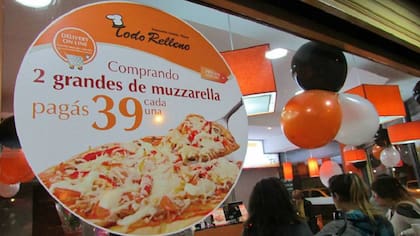 Todo Relleno
DELIVERY
ON LINE
Comprando
2 grandes de muzzarella
pagás 39 cada
una